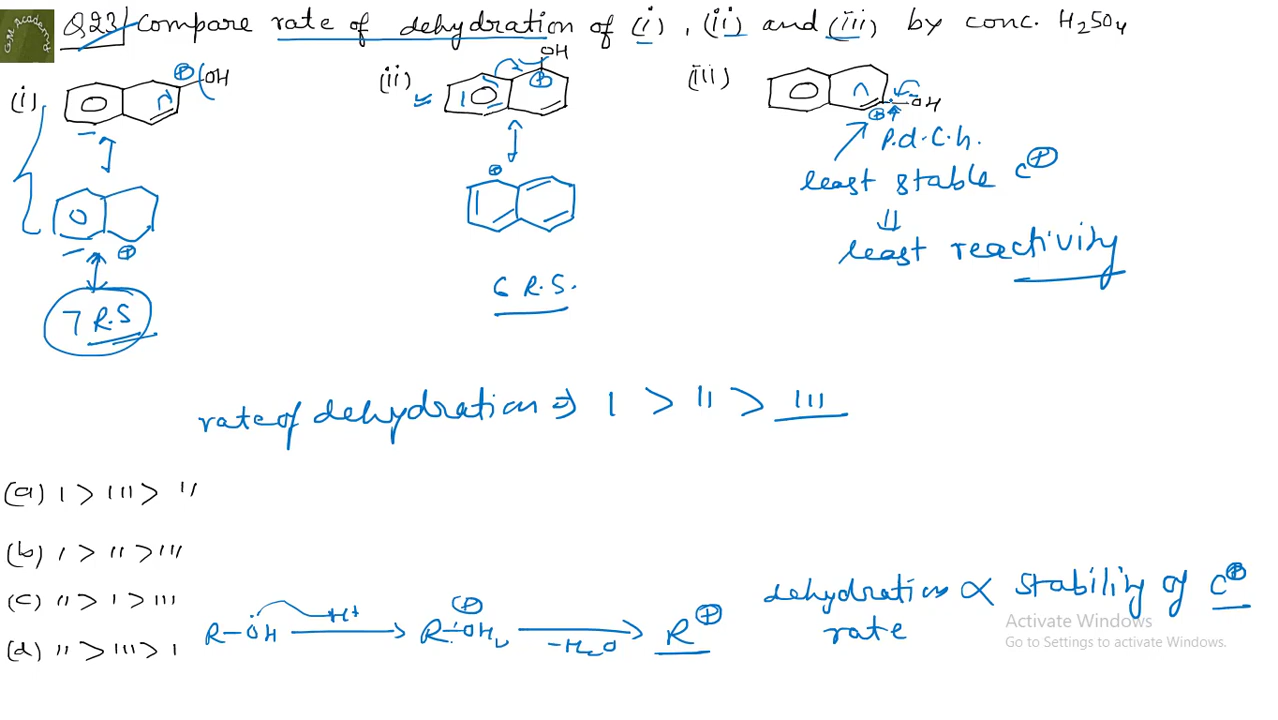 G.M. Academy
Q23 Compare rate of dehydration of (i), (ii) and (iii) by conc. H2SO4
(i) ⊕ OH
(ii) OH ⊕
(iii) OH ⊕
P.d.C.h.
least stable C⊕
⇓
least reactivity
⊕
⊕
7 R.S
6 R.S.
rate of dehydration ⇒ I > II > III
(a) I > III > II
(b) I > II > III
(c) II > I > III
(d) II > III > I
R-ÖH H+ → R-OH2 ⊕ -H2O → R⊕
dehydration ∝ stability of C⊕
rate
Activate Windows
Go to Settings to activate Windows.